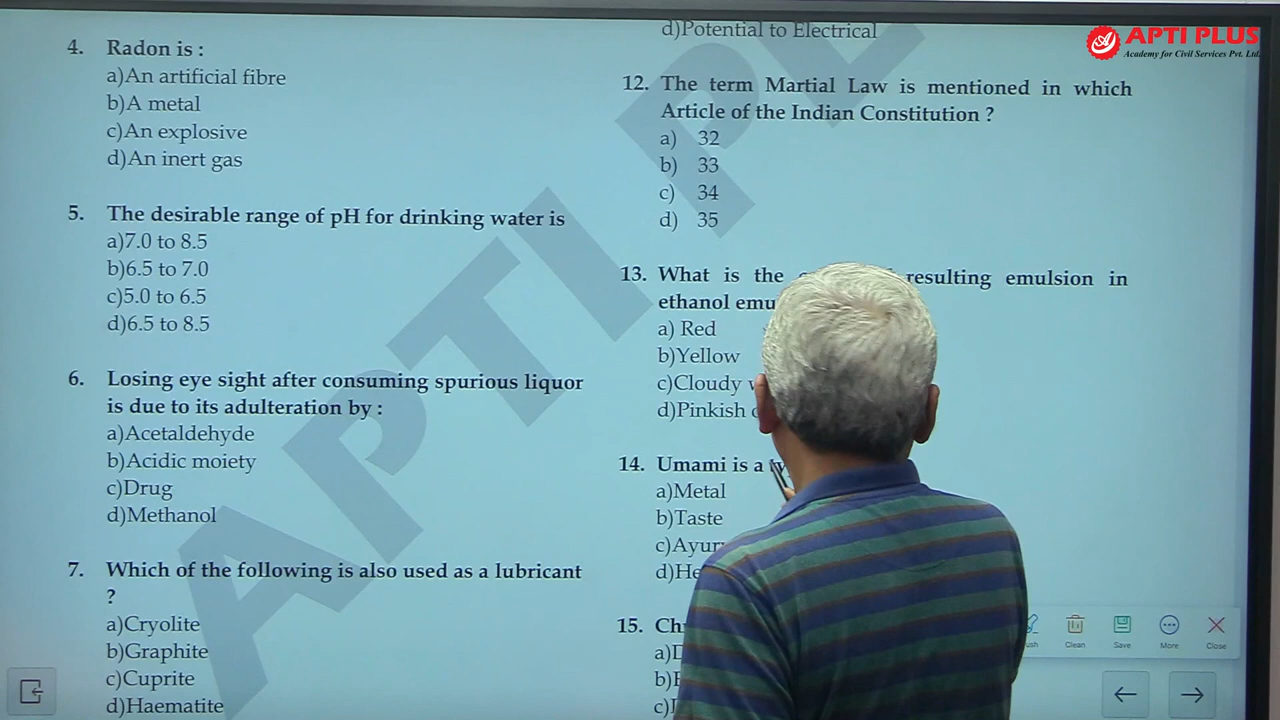 4. Radon is :
a)An artificial fibre
b)A metal
c)An explosive
d)An inert gas
5. The desirable range of pH for drinking water is
a)7.0 to 8.5
b)6.5 to 7.0
c)5.0 to 6.5
d)6.5 to 8.5
6. Losing eye sight after consuming spurious liquor
is due to its adulteration by :
a)Acetaldehyde
b)Acidic moiety
c)Drug
d)Methanol
7. Which of the following is also used as a lubricant
?
a)Cryolite
b)Graphite
c)Cuprite
d)Haematite
d)Potential to Electrical
12. The term Martial Law is mentioned in which
Article of the Indian Constitution ?
a) 32
b) 33
c) 34
d) 35
13. What is the resulting emulsion in
ethanol
a) Red
b)Yellow
c)Cloudy
d)Pinkish
14. Umami is a
a)Metal
b)Taste
c)
d)
15.
a)
b)
c)
APTI PLUS
Academy for Civil Services Pvt. Ltd.
Clean Save More Close
APTI PL